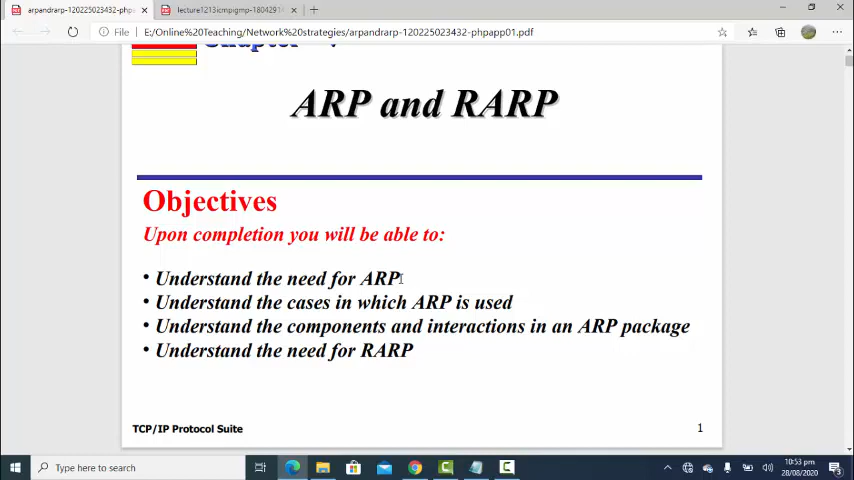 arpandrarp-120225023432-phpapp01
lecture1213icmpigmp-1804291
File
E:/Online%20Teaching/Network%20strategies/arpandrarp-120225023432-phpapp01.pdf
ARP and RARP
Objectives
Upon completion you will be able to:
• Understand the need for ARP
• Understand the cases in which ARP is used
• Understand the components and interactions in an ARP package
• Understand the need for RARP
TCP/IP Protocol Suite
1
Type here to search
10:53 pm
28/08/2020
3